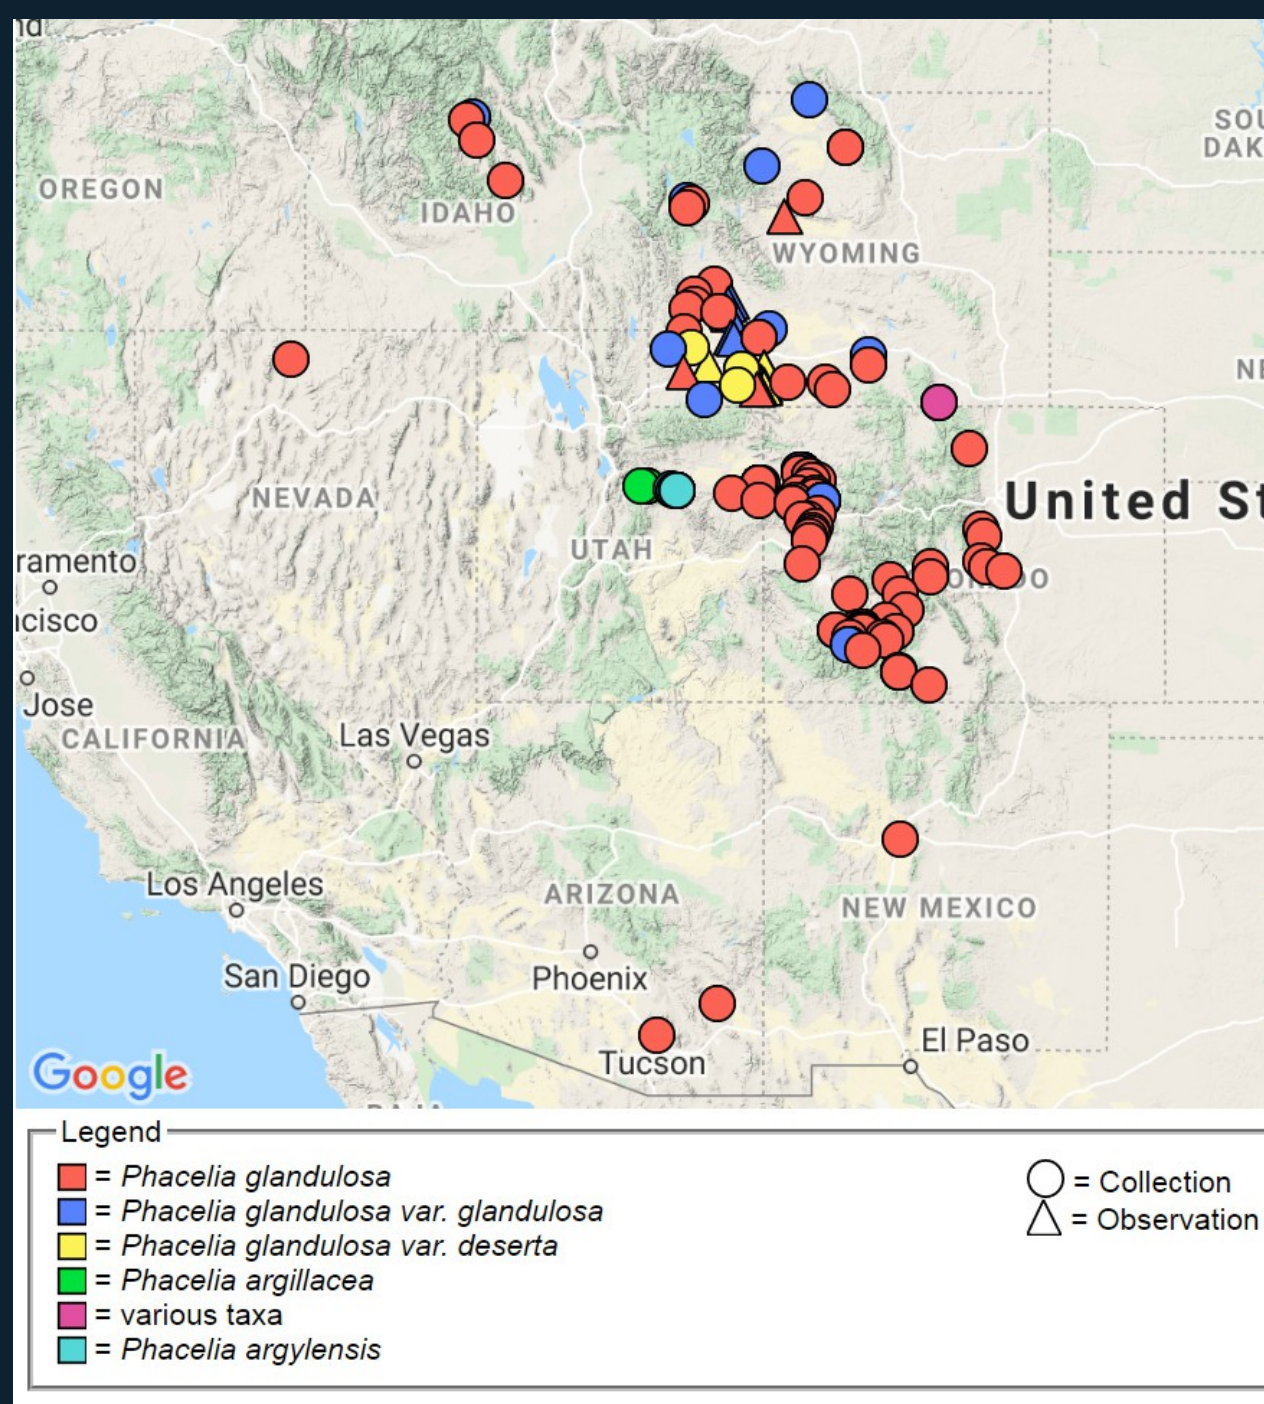 SOU
DAK
OREGON
IDAHO
WYOMING
NE
NEVADA
United St
UTAH
ramento
cisco
Jose
CALIFORNIA
Las Vegas
Los Angeles
ARIZONA
NEW MEXICO
San Diego
Phoenix
El Paso
Tucson
Google
Legend
= Phacelia glandulosa
= Phacelia glandulosa var. glandulosa
= Phacelia glandulosa var. deserta
= Phacelia argillacea
= various taxa
= Phacelia argylensis
= Collection
= Observation